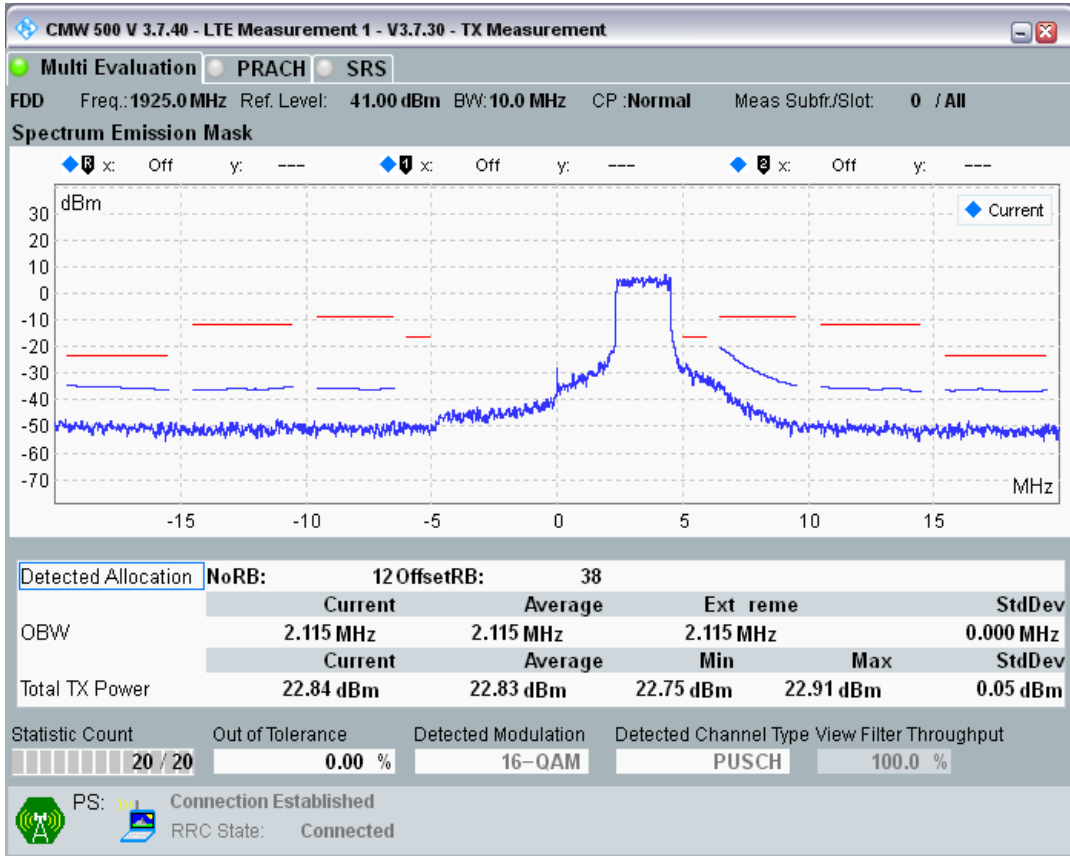 CMW 500 V 3.7.40 - LTE Measurement 1 - V3.7.30 - TX Measurement
Multi Evaluation PRACH SRS
FDD Freq.: 1925.0 MHz Ref. Level: 41.00 dBm BW: 10.0 MHz CP :Normal Meas Subfr./Slot: 0 / All
Spectrum Emission Mask
R x: Off y: --- 1 x: Off y: --- 2 x: Off y: ---
dBm
Current
30
20
10
0
-10
-20
-30
-40
-50
-60
-70
MHz
-15 -10 -5 0 5 10 15
Detected Allocation NoRB: 12 OffsetRB: 38
Current Average Ext reme StdDev
OBW 2.115 MHz 2.115 MHz 2.115 MHz 0.000 MHz
Current Average Min Max StdDev
Total TX Power 22.84 dBm 22.83 dBm 22.75 dBm 22.91 dBm 0.05 dBm
Statistic Count Out of Tolerance Detected Modulation Detected Channel Type View Filter Throughput
20 / 20 0.00 % 16-QAM PUSCH 100.0 %
PS: Connection Established
RRC State: Connected